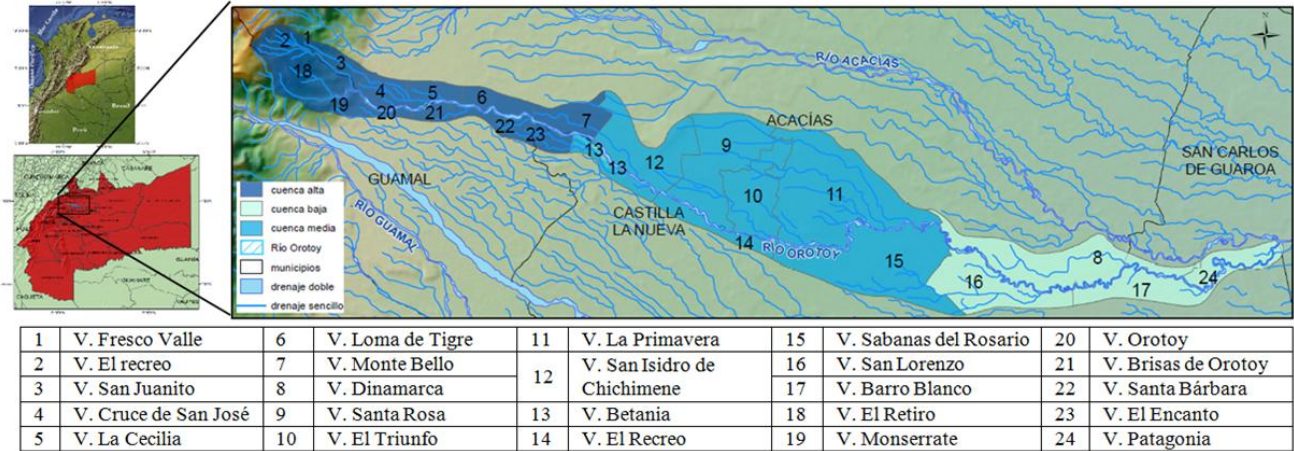 N
RÍO ACACIAS
ACACÍAS
SAN CARLOS
DE GUAROA
GUAMAL
RÍO GUAMAL
CASTILLA
LA NUEVA
RÍO OROTOY
1
2
3
18
4
5
6
7
19
20
21
22
23
13
13
12
9
10
11
14
15
16
8
17
24
cuenca alta
cuenca baja
cuenca media
Río Orotoy
municipios
drenaje doble
drenaje sencillo
1 V. Fresco Valle 6 V. Loma de Tigre 11 V. La Primavera 15 V. Sabanas del Rosario 20 V. Orotoy
2 V. El recreo 7 V. Monte Bello 12 V. San Isidro de Chichimene 16 V. San Lorenzo 21 V. Brisas de Orotoy
3 V. San Juanito 8 V. Dinamarca 17 V. Barro Blanco 22 V. Santa Bárbara
4 V. Cruce de San José 9 V. Santa Rosa 13 V. Betania 18 V. El Retiro 23 V. El Encanto
5 V. La Cecilia 10 V. El Triunfo 14 V. El Recreo 19 V. Monserrate 24 V. Patagonia